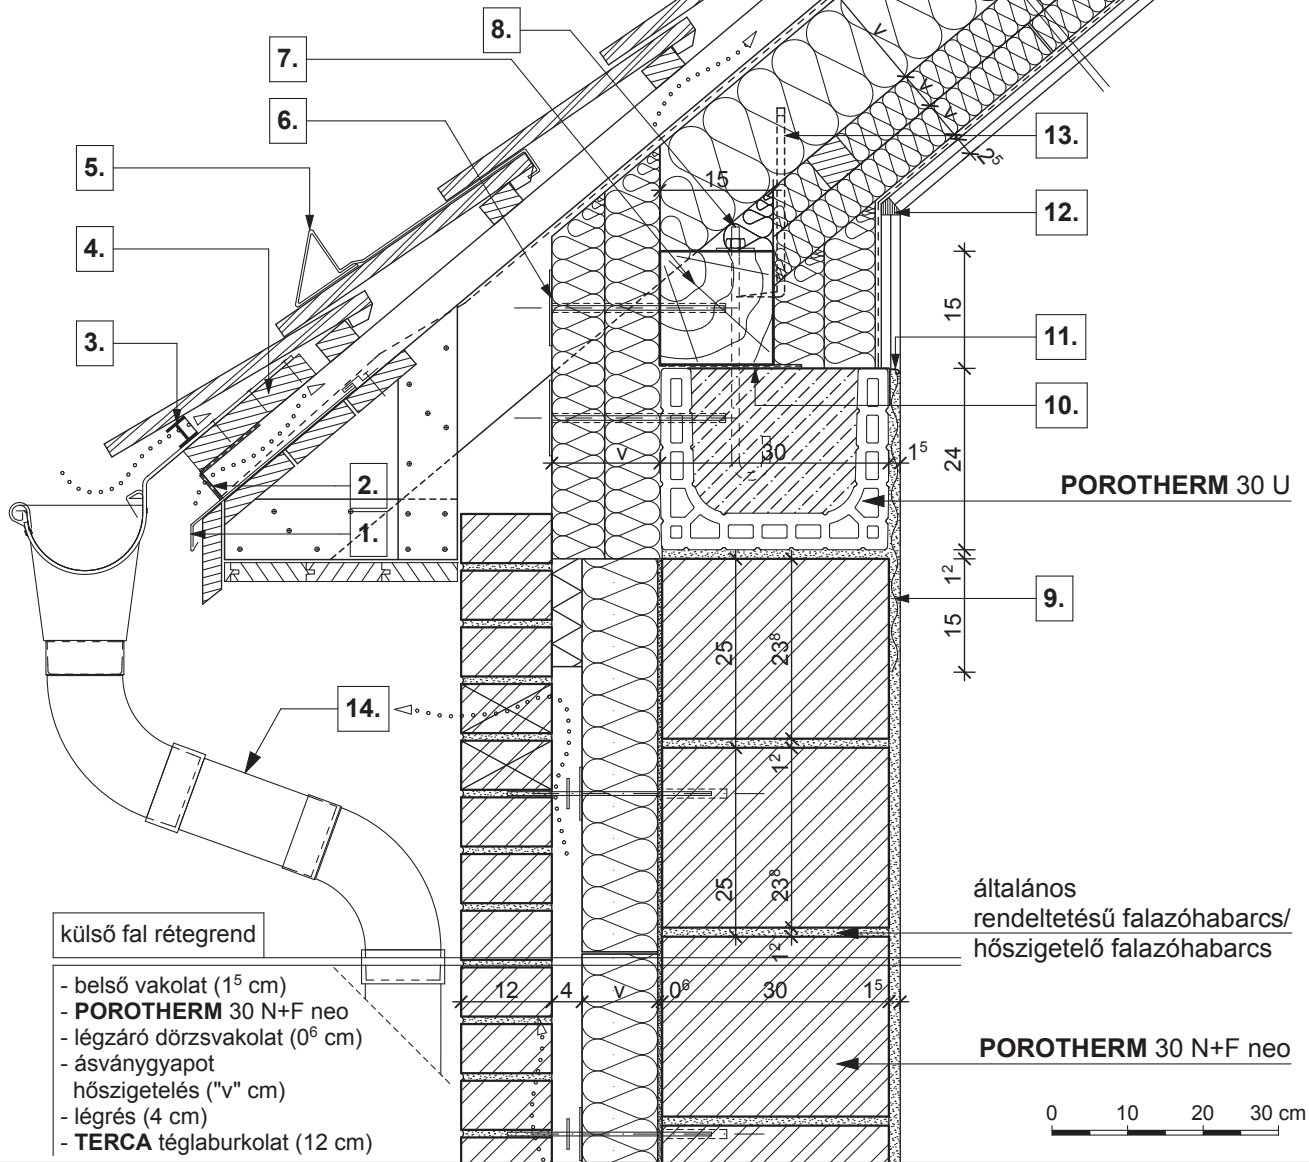 8.
7.
6.
5.
4.
3.
2.
1.
14.
13.
12.
11.
10.
9.
v
v
v
2⁵
15
15
v
30
1⁵
24
POROTHERM 30 U
1²
15
25
23⁸
1²
25
23⁸
1²
általános
rendeltetésű falazóhabarcs/
hőszigetelő falazóhabarcs
12
4
v
0⁶
30
1⁵
POROTHERM 30 N+F neo
külső fal rétegrend
- belső vakolat (1⁵ cm)
- POROTHERM 30 N+F neo
- légzáró dörzsvakolat (0⁶ cm)
- ásványgyapot
hőszigetelés ("v" cm)
- légrés (4 cm)
- TERCA téglaburkolat (12 cm)
0 10 20 30 cm